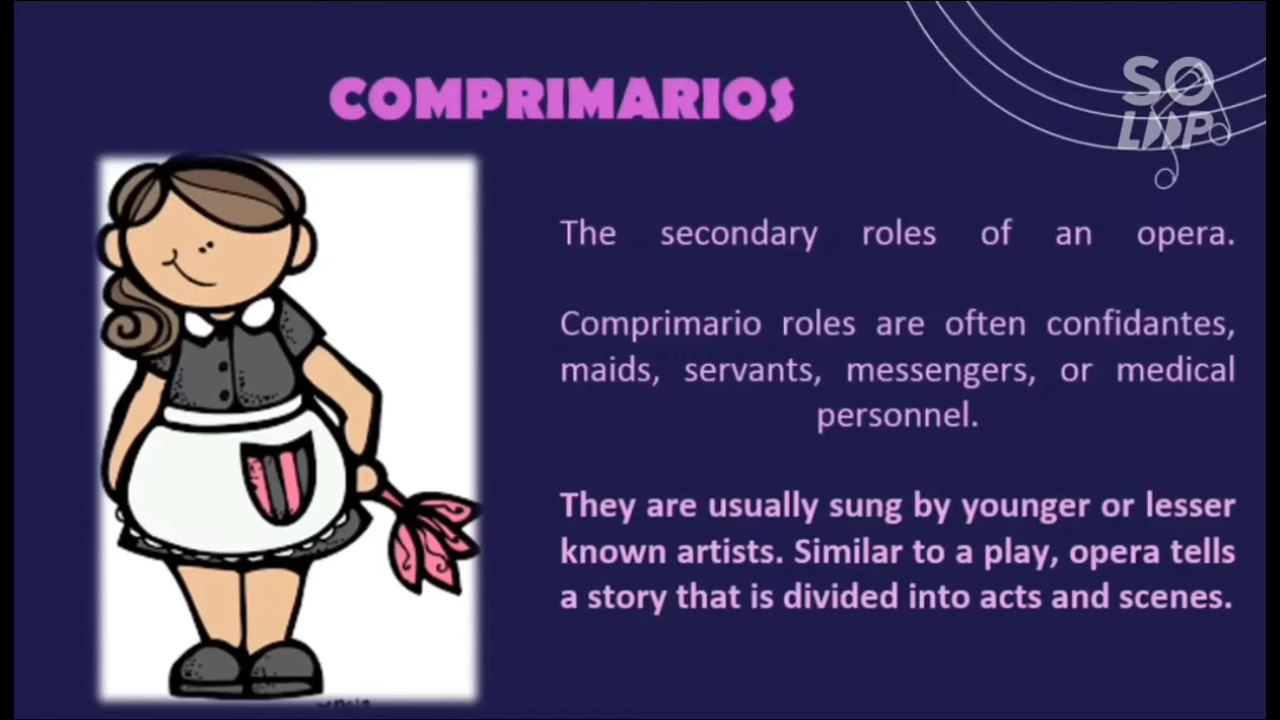 COMPRIMARIOS
SO
LMP
The secondary roles of an opera.
Comprimario roles are often confidantes,
maids, servants, messengers, or medical
personnel.
They are usually sung by younger or lesser
known artists. Similar to a play, opera tells
a story that is divided into acts and scenes.